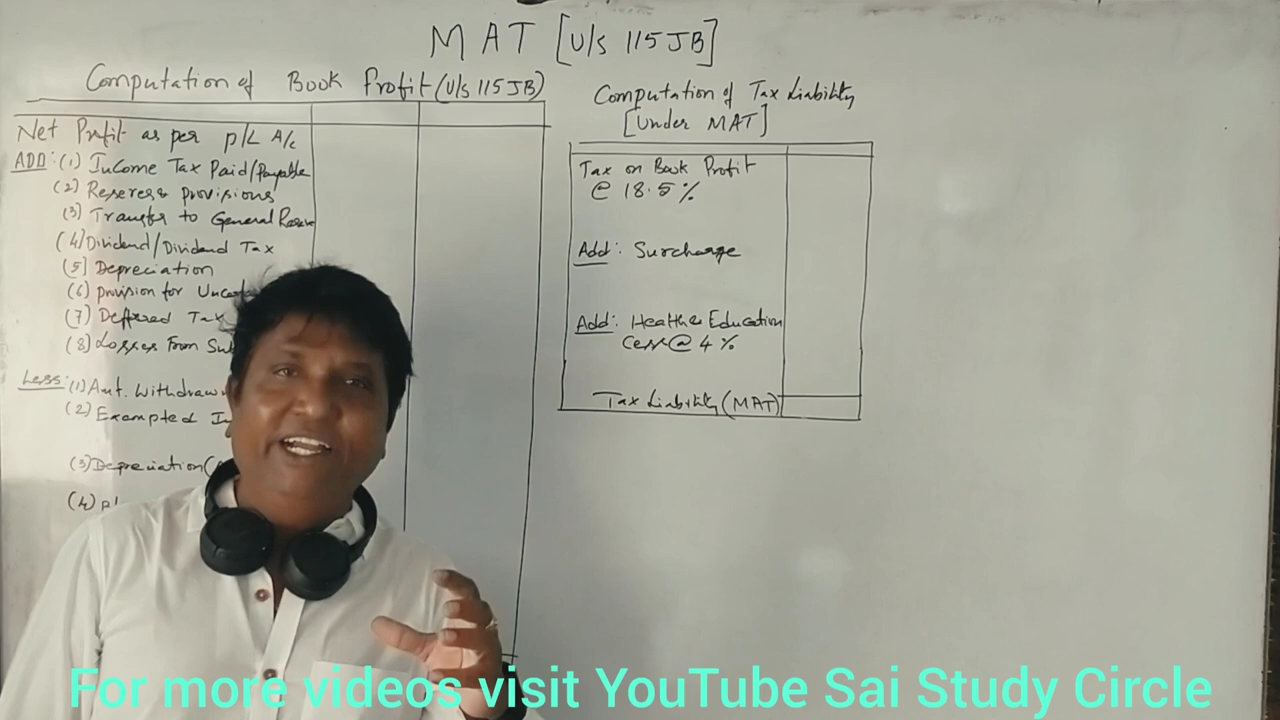 MAT [U/s 115JB]
Computation of Book Profit (U/s 115JB)
Net Profit as per P/L A/c
ADD: (1) Income Tax Paid/Payable
(2) Reseress provisions
(3) Transfer to General Reserve
(4) Dividend/Dividend Tax
(5) Depreciation
(6) provision for
(7) Deffered Tax
(8) Losses From
Less: (1) Amt. Withdrawn
(2) Exampted
(3) Depreciation(
(4)
Computation of Tax Liability
[Under MAT]
Tax on Book Profit
@ 18.5%
Add: Surcharge
Add: Health & Education
Cess @ 4%
Tax Liability (MAT)
For more videos visit YouTube Sai Study Circle